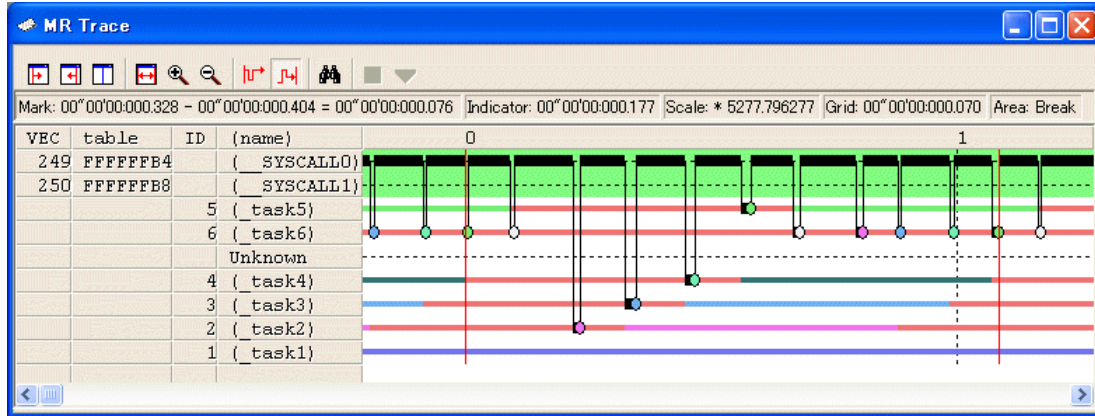 MR Trace
Mark: 00"00'00:000.328 - 00"00'00:000.404 = 00"00'00:000.076 Indicator: 00"00'00:000.177 Scale: * 5277.796277 Grid: 00"00'00:000.070 Area: Break
VEC table ID (name) 0 1
249 FFFFFFB4 (__SYSCALL0)
250 FFFFFFB8 (__SYSCALL1)
5 (_task5)
6 (_task6)
Unknown
4 (_task4)
3 (_task3)
2 (_task2)
1 (_task1)